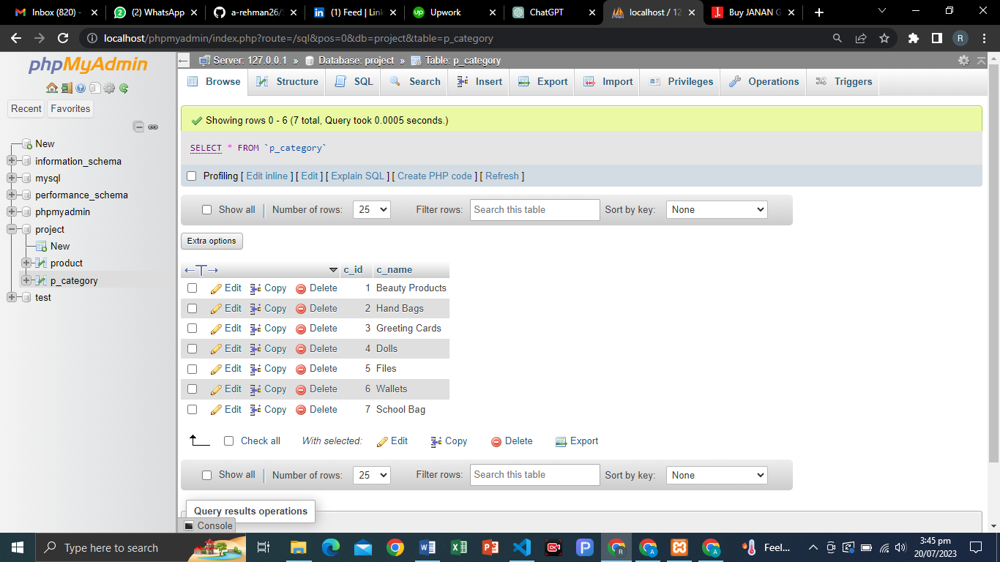 Inbox (820) -
(2) WhatsApp
a-rehman26/
(1) Feed | Lin
Upwork
ChatGPT
localhost / 12
Buy JANAN G
localhost/phpmyadmin/index.php?route=/sql&pos=0&db=project&table=p_category
R
phpMyAdmin
Recent Favorites
New
information_schema
mysql
performance_schema
phpmyadmin
project
New
product
p_category
test
Server: 127.0.0.1 » Database: project » Table: p_category
Browse Structure SQL Search Insert Export Import Privileges Operations Triggers
Showing rows 0 - 6 (7 total, Query took 0.0005 seconds.)
SELECT * FROM `p_category`
Profiling [ Edit inline ] [ Edit ] [ Explain SQL ] [ Create PHP code ] [ Refresh ]
Show all | Number of rows: 25 Filter rows: Search this table Sort by key: None
Extra options
c_id c_name
Edit Copy Delete 1 Beauty Products
Edit Copy Delete 2 Hand Bags
Edit Copy Delete 3 Greeting Cards
Edit Copy Delete 4 Dolls
Edit Copy Delete 5 Files
Edit Copy Delete 6 Wallets
Edit Copy Delete 7 School Bag
Check all With selected: Edit Copy Delete Export
Show all | Number of rows: 25 Filter rows: Search this table Sort by key: None
Query results operations
Console
Type here to search
Feel...
3:45 pm
20/07/2023